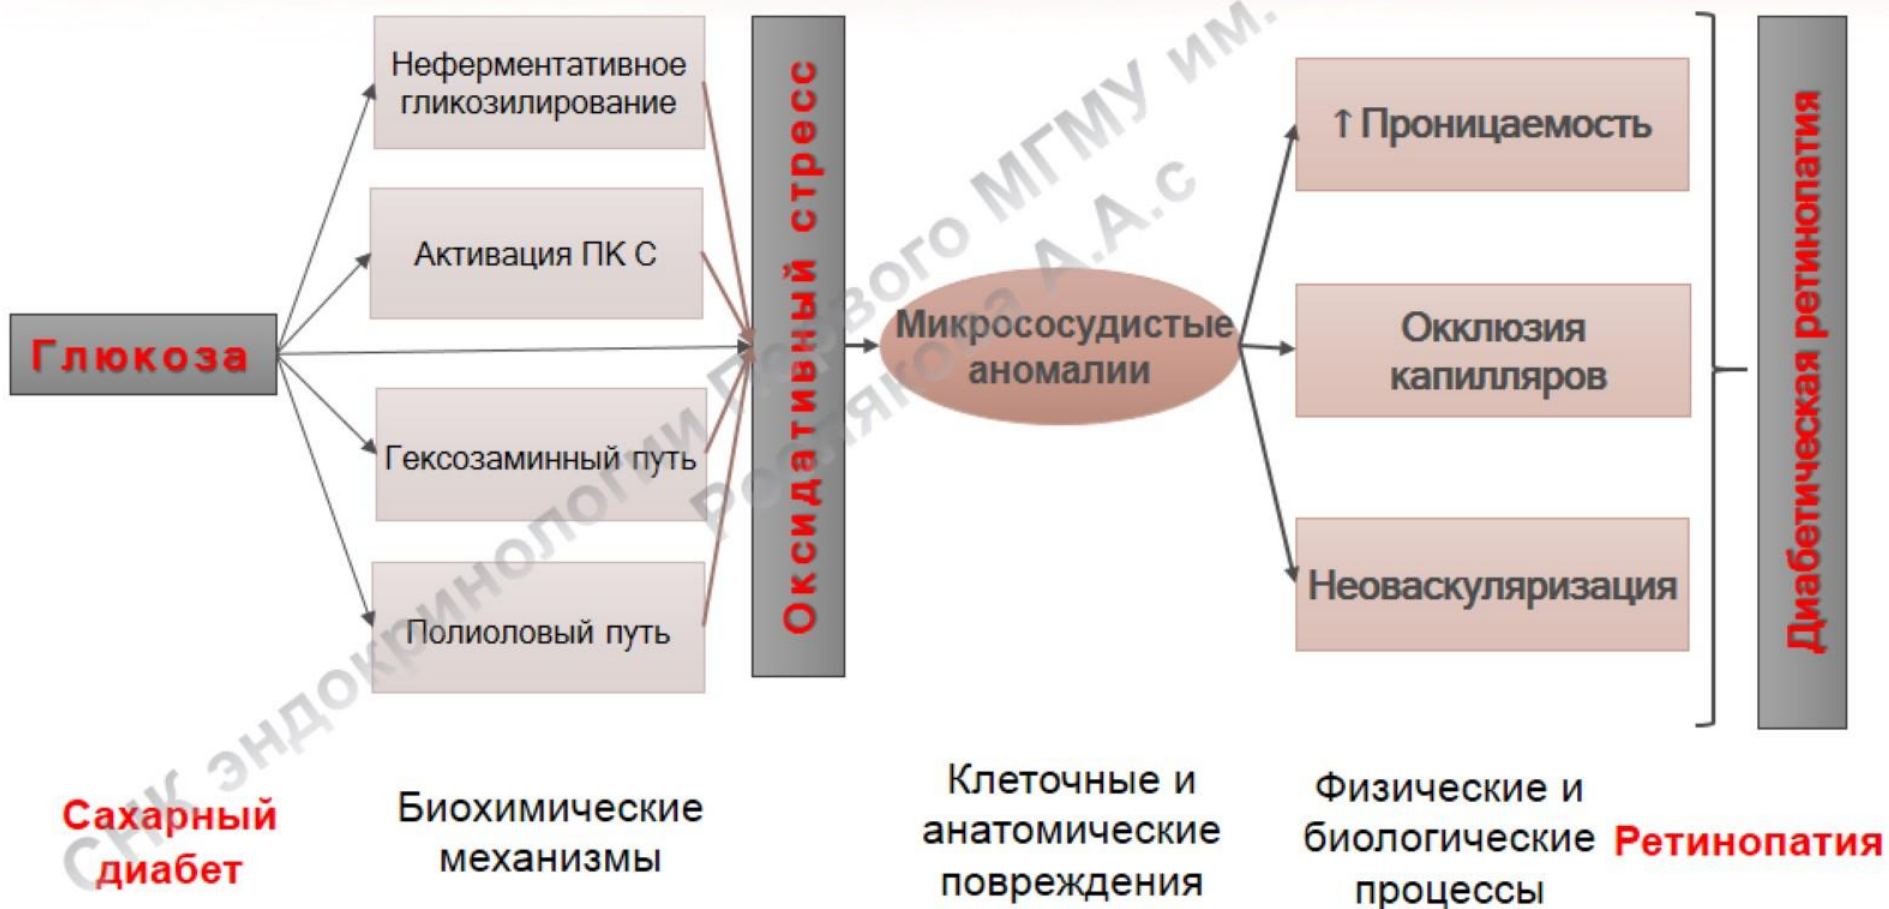 Глюкоза
Неферментативное
гликозилирование
Активация ПК С
Гексозаминный путь
Полиоловый путь
Оксидативный стресс
Микрососудистые
аномалии
↑ Проницаемость
Окклюзия
капилляров
Неоваскуляризация
Диабетическая ретинопатия
Сахарный
диабет
Биохимические
механизмы
Клеточные и
анатомические
повреждения
Физические и
биологические
процессы
Ретинопатия
СНК эндокринологии Первого МГМУ им.
А.А.с